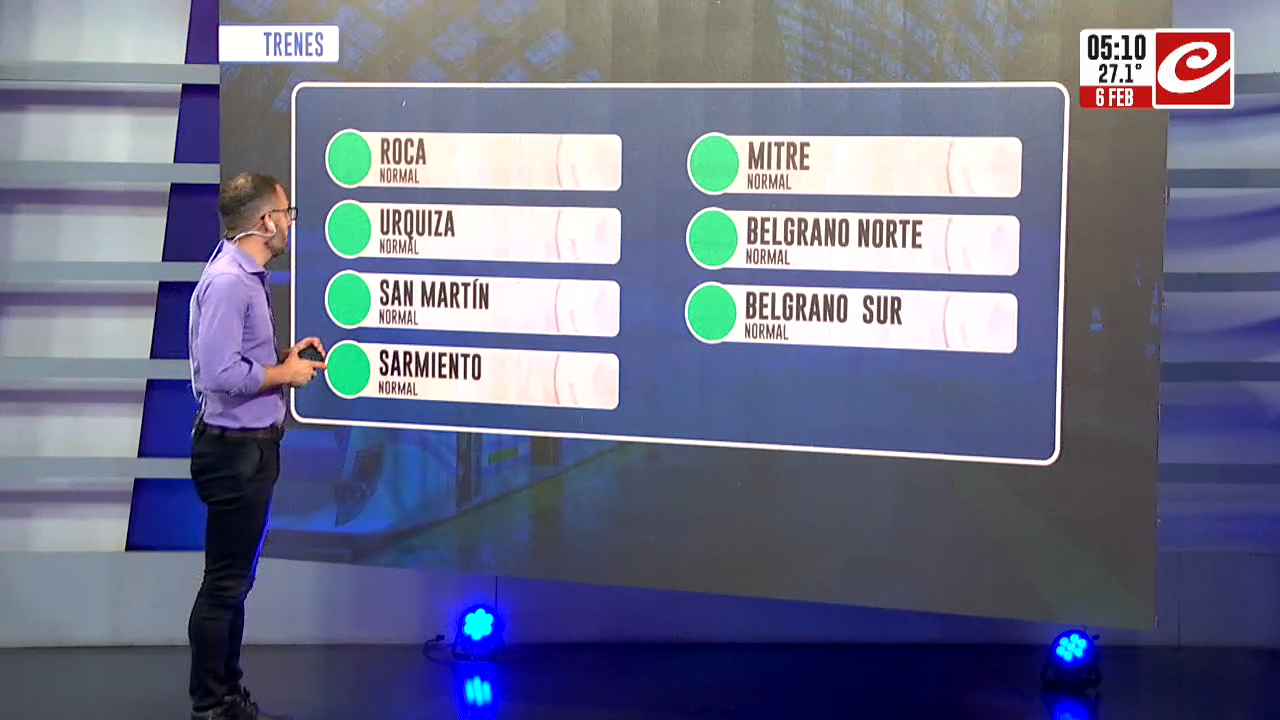 TRENES
05:10
27.1°
6 FEB
ROCA
NORMAL
URQUIZA
NORMAL
SAN MARTÍN
NORMAL
SARMIENTO
NORMAL
MITRE
NORMAL
BELGRANO NORTE
NORMAL
BELGRANO SUR
NORMAL